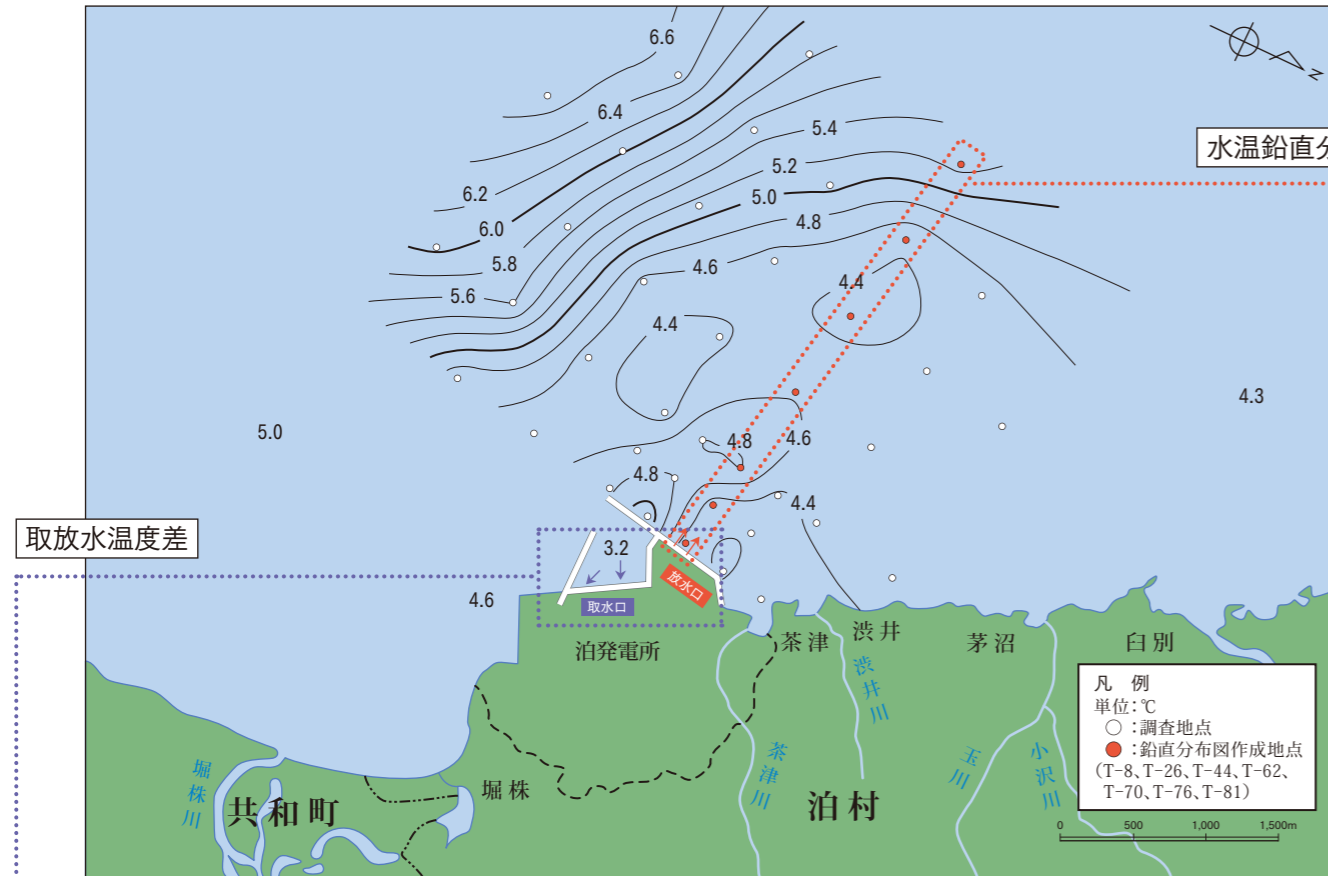 6.6
N
6.4
5.4
水温鉛直分
5.2
6.2
5.0
6.0
4.8
5.8
4.6
5.6
4.4
4.4
4.3
5.0
4.6
4.8
4.8
4.4
取放水温度差
3.2
4.6
取水口
放水口
泊発電所
茶津
渋井
茅沼
臼別
渋井川
茶津川
玉川
小沢川
堀株川
共和町
堀株
泊村
凡 例
単位:℃
○:調査地点
●:鉛直分布図作成地点
(T-8、T-26、T-44、T-62、
T-70、T-76、T-81)
0 500 1,000 1,500m